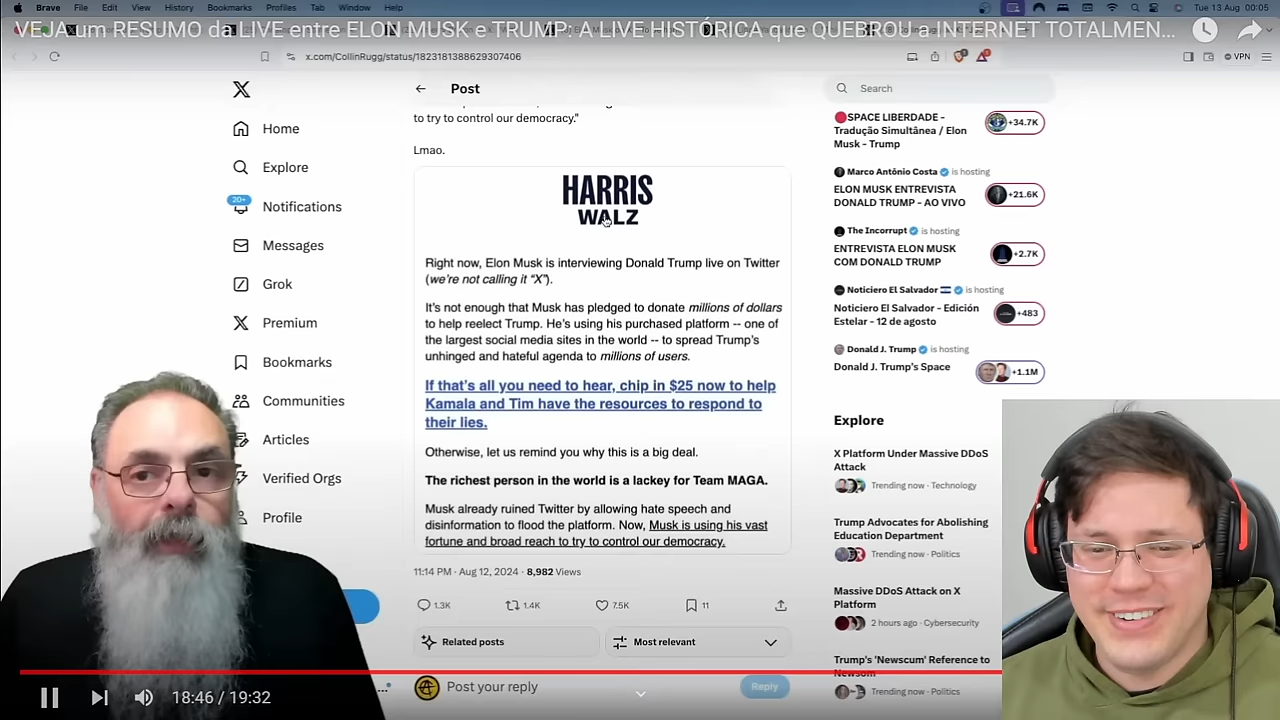 Brave File Edit View History Bookmarks Profiles Tab Window Help
Tue 13 Aug 00:05
VEJA um RESUMO da LIVE entre ELON MUSK e TRUMP: A LIVE HISTÓRICA que QUEBROU a INTERNET TOTALMEN...
x.com/CollinRugg/status/1823181388629307406
VPN
Home
Explore
20+
Notifications
Messages
Grok
Premium
Bookmarks
Communities
Articles
Verified Orgs
Profile
Post
to try to control our democracy."
Lmao.
HARRIS
WALZ
Right now, Elon Musk is interviewing Donald Trump live on Twitter
(we're not calling it "X").
It's not enough that Musk has pledged to donate millions of dollars
to help reelect Trump. He's using his purchased platform -- one of
the largest social media sites in the world -- to spread Trump's
unhinged and hateful agenda to millions of users.
If that's all you need to hear, chip in $25 now to help
Kamala and Tim have the resources to respond to
their lies.
Otherwise, let us remind you why this is a big deal.
The richest person in the world is a lackey for Team MAGA.
Musk already ruined Twitter by allowing hate speech and
disinformation to flood the platform. Now, Musk is using his vast
fortune and broad reach to try to control our democracy.
11:14 PM · Aug 12, 2024 · 8,982 Views
1.3K 1.4K 7.5K 11
Related posts
Most relevant
Post your reply
Reply
Search
SPACE LIBERDADE -
Tradução Simultânea / Elon
Musk - Trump
+34.7K
Marco Antônio Costa is hosting
ELON MUSK ENTREVISTA
DONALD TRUMP - AO VIVO
+21.6K
The Incorrupt is hosting
ENTREVISTA ELON MUSK
COM DONALD TRUMP
+2.7K
Noticiero El Salvador is hosting
Noticiero El Salvador - Edición
Estelar - 12 de agosto
+483
Donald J. Trump is hosting
Donald J. Trump's Space
+1.1M
Explore
X Platform Under Massive DDoS
Attack
Trending now · Technology
Trump Advocates for Abolishing
Education Department
Trending now · Politics
Massive DDoS Attack on X
Platform
2 hours ago · Cybersecurity
Trump's 'Newscum' Reference to
Newsom
Trending now · Politics
18:46 / 19:32